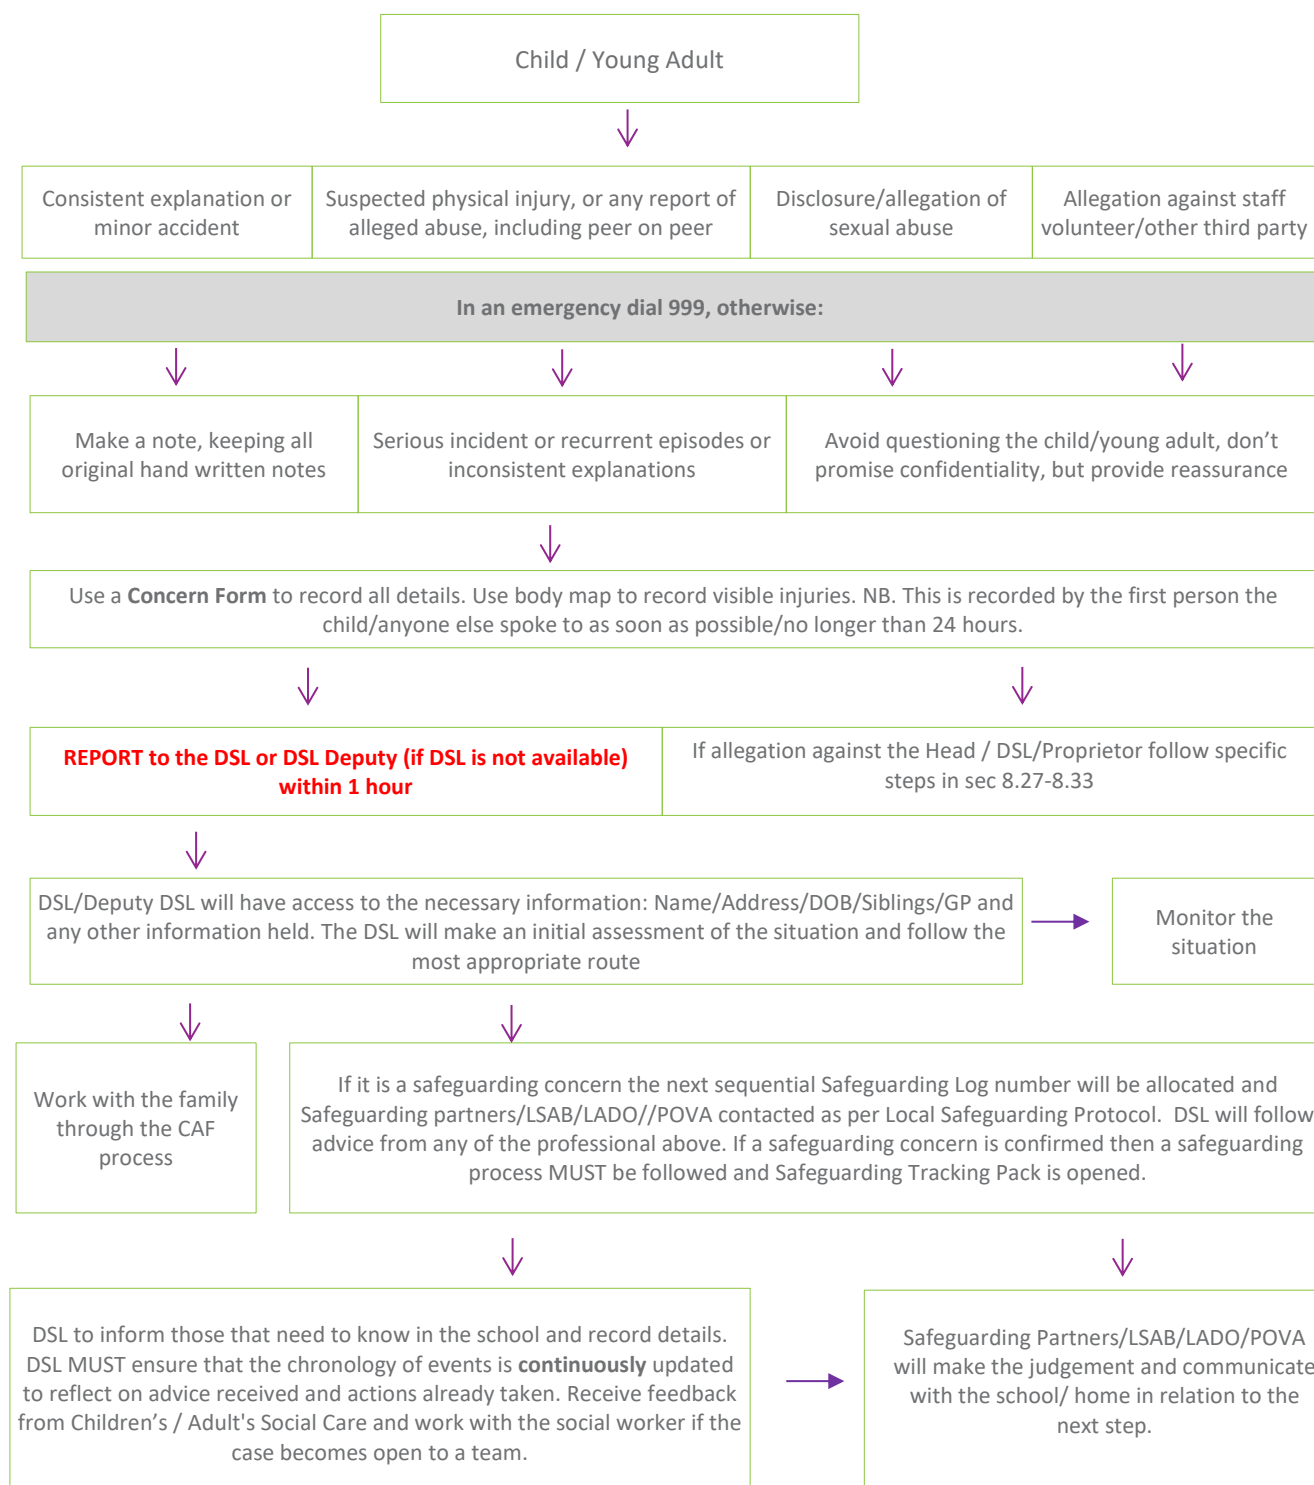 Child / Young Adult
Consistent explanation or
minor accident
Suspected physical injury, or any report of
alleged abuse, including peer on peer
Disclosure/allegation of
sexual abuse
Allegation against staff
volunteer/other third party
In an emergency dial 999, otherwise:
Make a note, keeping all
original hand written notes
Serious incident or recurrent episodes or
inconsistent explanations
Avoid questioning the child/young adult, don’t
promise confidentiality, but provide reassurance
Use a Concern Form to record all details. Use body map to record visible injuries. NB. This is recorded by the first person the
child/anyone else spoke to as soon as possible/no longer than 24 hours.
REPORT to the DSL or DSL Deputy (if DSL is not available)
within 1 hour
If allegation against the Head / DSL/Proprietor follow specific
steps in sec 8.27-8.33
DSL/Deputy DSL will have access to the necessary information: Name/Address/DOB/Siblings/GP and
any other information held. The DSL will make an initial assessment of the situation and follow the
most appropriate route
Monitor the
situation
Work with the family
through the CAF
process
If it is a safeguarding concern the next sequential Safeguarding Log number will be allocated and
Safeguarding partners/LSAB/LADO//POVA contacted as per Local Safeguarding Protocol.  DSL will follow
advice from any of the professional above. If a safeguarding concern is confirmed then a safeguarding
process MUST be followed and Safeguarding Tracking Pack is opened.
DSL to inform those that need to know in the school and record details.
DSL MUST ensure that the chronology of events is continuously updated
to reflect on advice received and actions already taken. Receive feedback
from Children’s / Adult's Social Care and work with the social worker if the
case becomes open to a team.
Safeguarding Partners/LSAB/LADO/POVA
will make the judgement and communicate
with the school/ home in relation to the
next step.